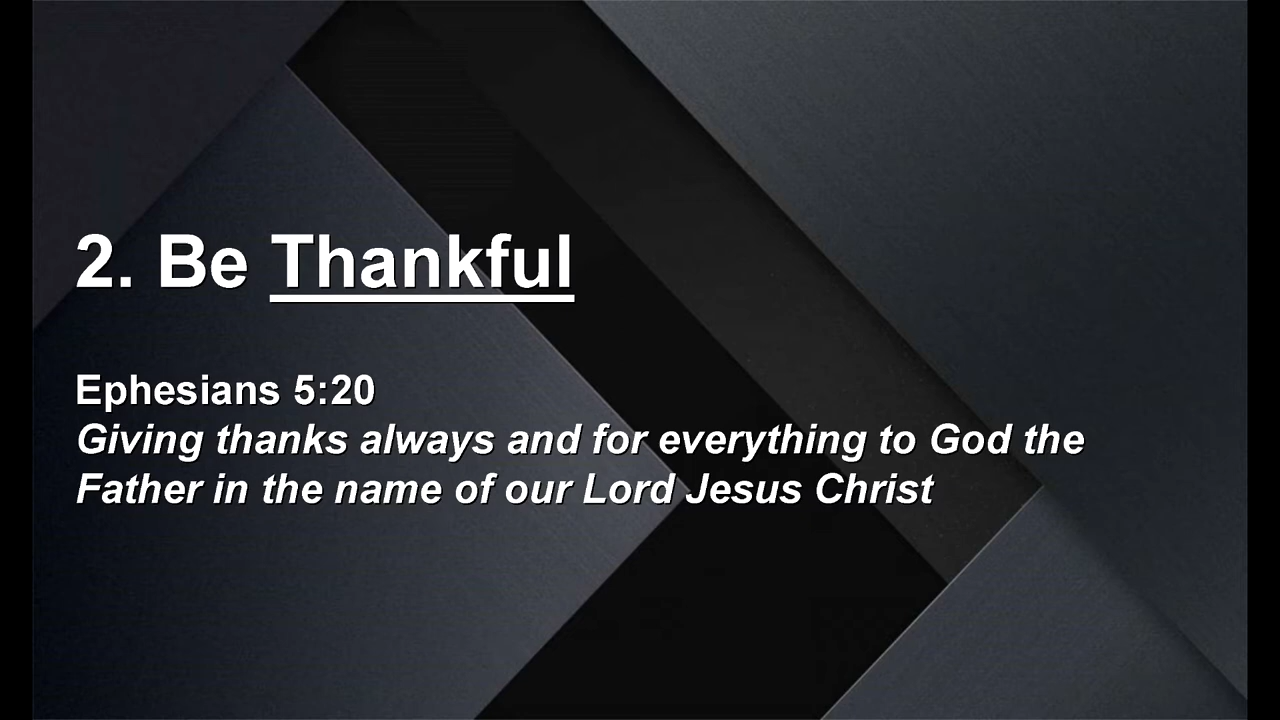 2. Be Thankful
Ephesians 5:20
Giving thanks always and for everything to God the
Father in the name of our Lord Jesus Christ